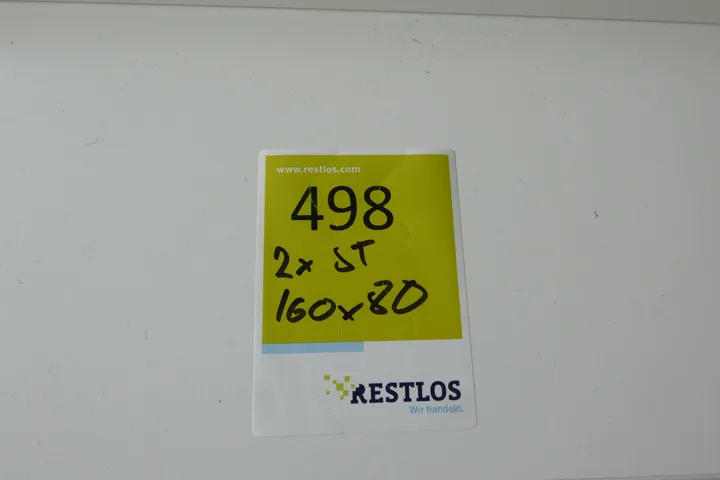 www.restlos.com
498
2x ST
160x80
RESTLOS
Wir handeln.